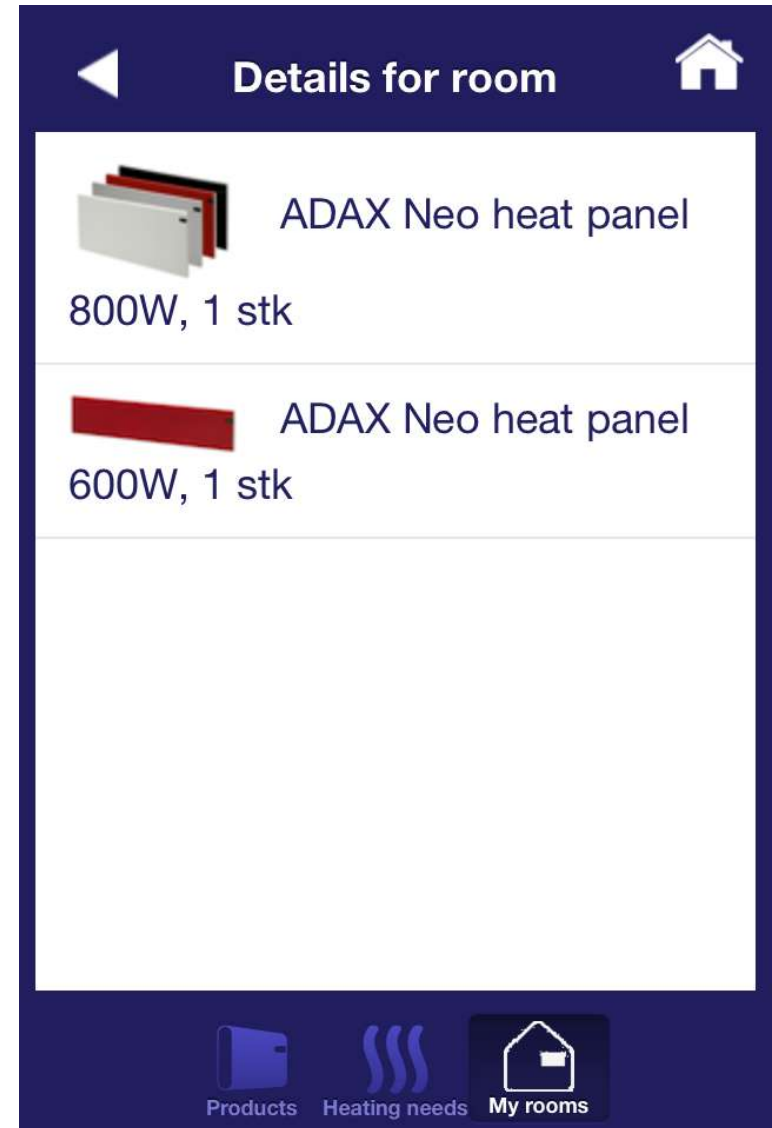 Details for room
ADAX Neo heat panel
800W, 1 stk
ADAX Neo heat panel
600W, 1 stk
Products
Heating needs
My rooms